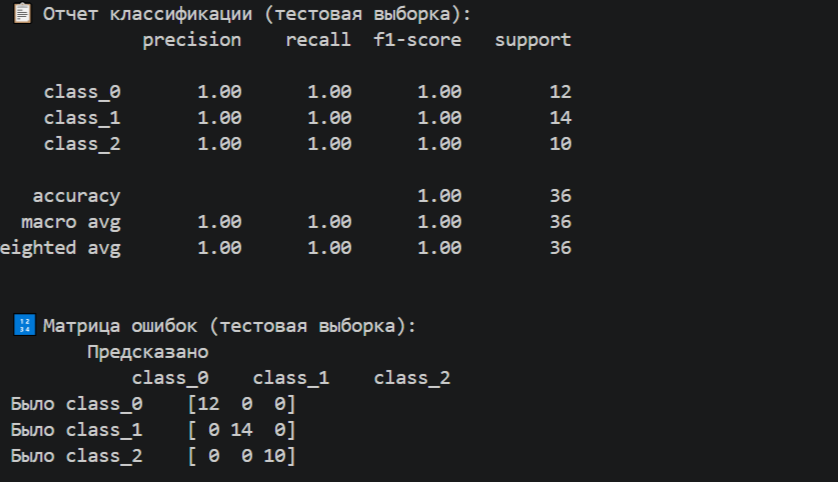 📋 Отчет классификации (тестовая выборка):
precision recall f1-score support
class_0 1.00 1.00 1.00 12
class_1 1.00 1.00 1.00 14
class_2 1.00 1.00 1.00 10
accuracy 1.00 36
macro avg 1.00 1.00 1.00 36
eighted avg 1.00 1.00 1.00 36
🔢 Матрица ошибок (тестовая выборка):
Предсказано
class_0 class_1 class_2
Было class_0 [12 0 0]
Было class_1 [ 0 14 0]
Было class_2 [ 0 0 10]